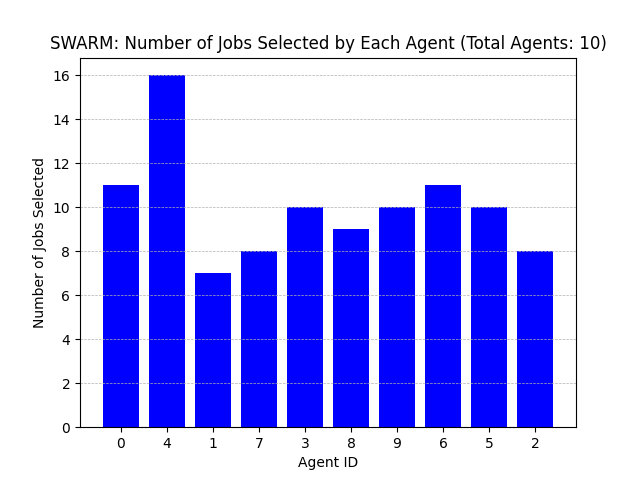 SWARM: Number of Jobs Selected by Each Agent (Total Agents: 10)
16
14
12
10
8
6
4
2
0
Number of Jobs Selected
0 4 1 7 3 8 9 6 5 2
Agent ID